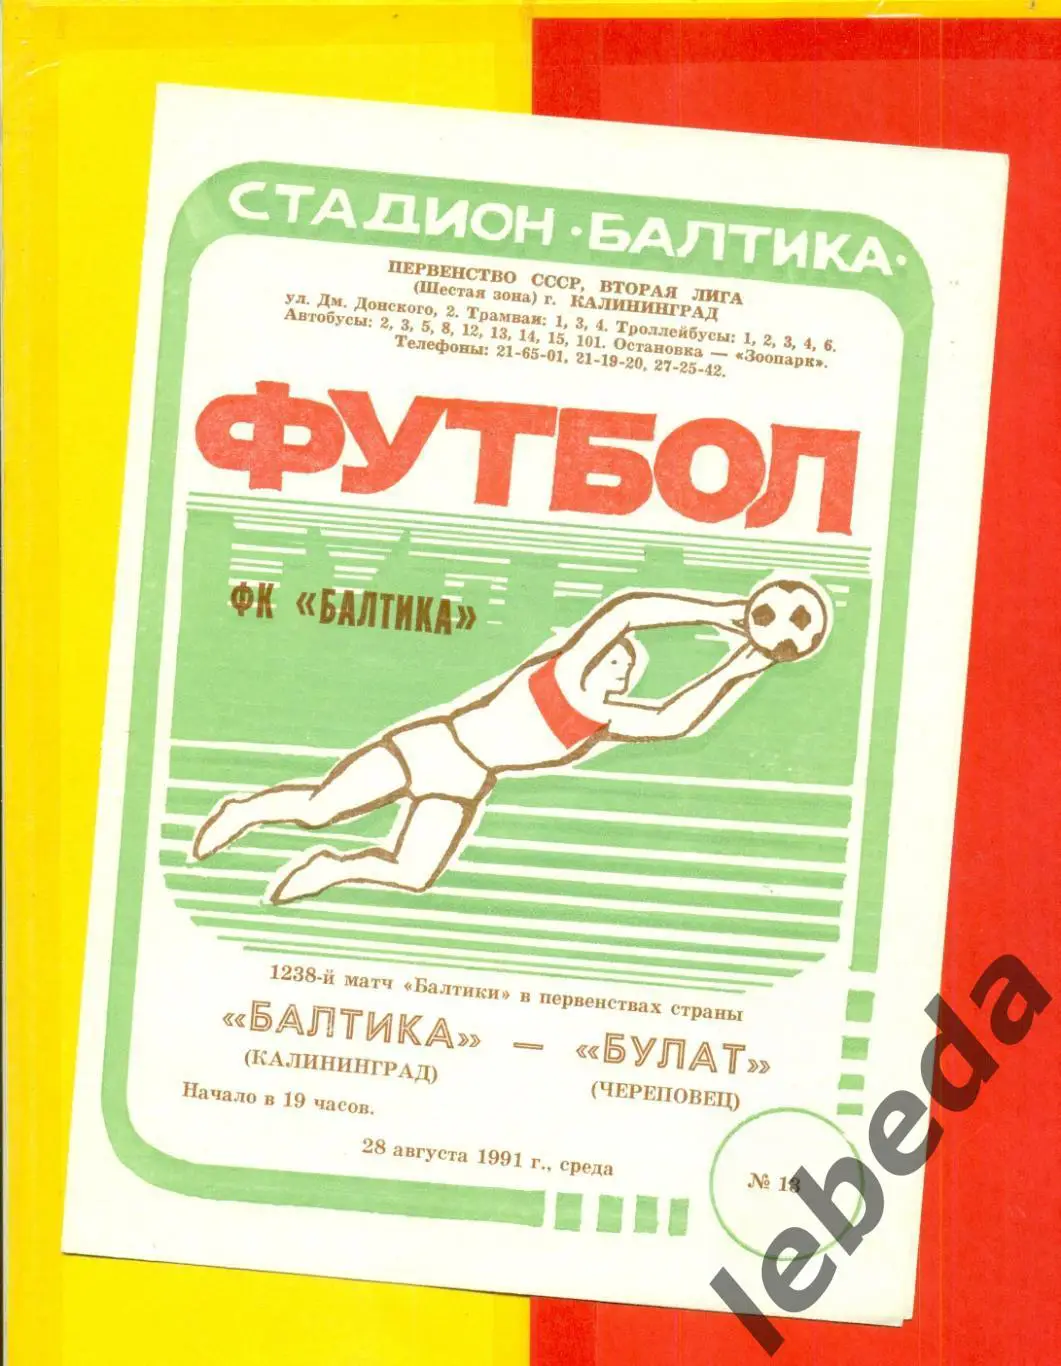 СТАДИОН · БАЛТИКА ·
ПЕРВЕНСТВО СССР, ВТОРАЯ ЛИГА
(Шестая зона) г. КАЛИНИНГРАД
ул. Дм. Донского, 2. Трамваи: 1, 3, 4. Троллейбусы: 1, 2, 3, 4, 6.
Автобусы: 2, 3, 5, 8, 12, 13, 14, 15, 101. Остановка — «Зоопарк».
Телефоны: 21-65-01, 21-19-20, 27-25-42.
ФУТБОЛ
ФК «БАЛТИКА»
1238-й матч «Балтики» в первенствах страны
«БАЛТИКА» — «БУЛАТ»
(КАЛИНИНГРАД) (ЧЕРЕПОВЕЦ)
Начало в 19 часов.
28 августа 1991 г., среда
№ 13
lebeda